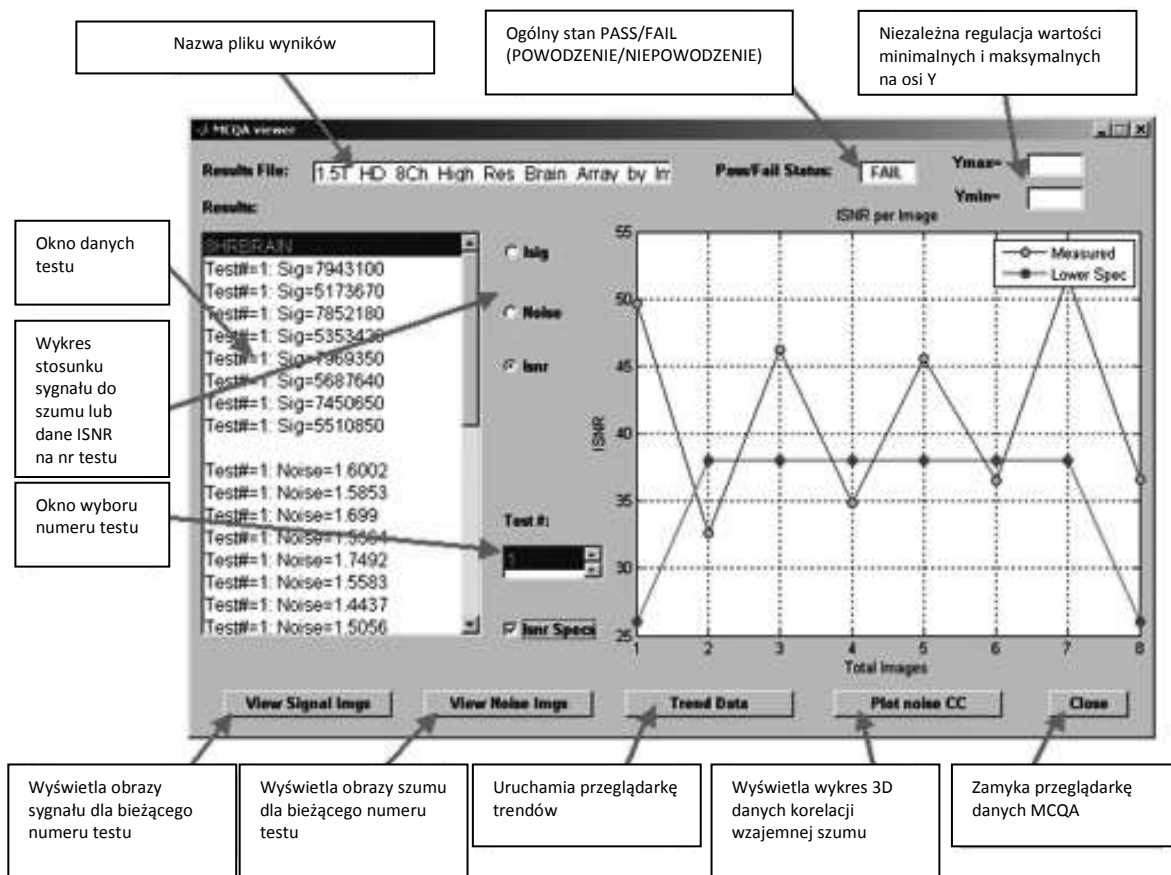 Nazwa pliku wyników
Ogólny stan PASS/FAIL
(POWODZENIE/NIEPOWODZENIE)
Niezależna regulacja wartości
minimalnych i maksymalnych
na osi Y
MCQA viewer
Results File:
1.5T HD 8Ch High Res Brain Array by Im
Pass/Fail Status:
FAIL
Ymax=
Ymin=
Results:
8HRBRAIN
Test#=1: Sig=7943100
Test#=1: Sig=5173670
Test#=1: Sig=7852180
Test#=1:
Test#=1: Sig=7969350
Test#=1: Sig=5687640
Test#=1: Sig=7450650
Test#=1: Sig=5510850
Test#=1: Noise=1.6002
Test#=1: Noise=1.5853
Test#=1: Noise=1.699
Test#=1:
Test#=1: Noise=1.7492
Test#=1: Noise=1.5583
Test#=1: Noise=1.4437
Test#=1: Noise=1.5056
Isig
Noise
Isnr
Test #:
1
Isnr Specs
ISNR per Image
Measured
Lower Spec
55
50
45
40
35
30
25
ISNR
1 2 3 4 5 6 7 8
Total Images
View Signal Imgs
View Noise Imgs
Trend Data
Plot noise CC
Close
Okno danych
testu
Wykres
stosunku
sygnału do
szumu lub
dane ISNR
na nr testu
Okno wyboru
numeru testu
Wyświetla obrazy
sygnału dla bieżącego
numeru testu
Wyświetla obrazy szumu
dla bieżącego numeru
testu
Uruchamia przeglądarkę
trendów
Wyświetla wykres 3D
danych korelacji
wzajemnej szumu
Zamyka przeglądarkę
danych MCQA